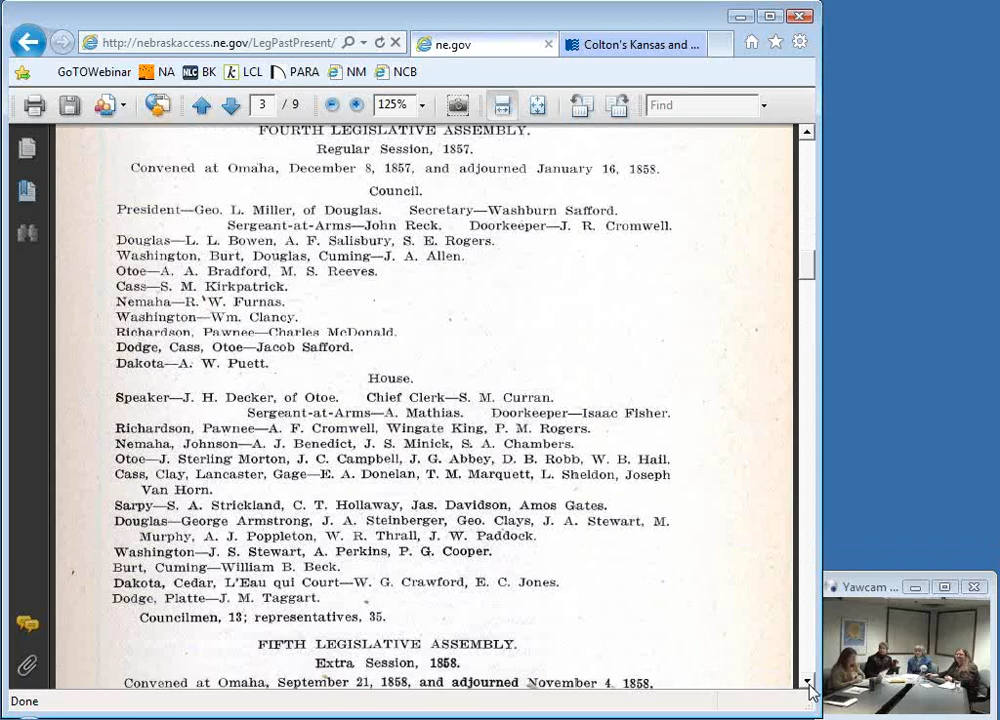 http://nebraskaccess.ne.gov/LegPastPresent/
ne.gov
Colton's Kansas and ...
GoTOWebinar
NA
NLC BK
k LCL
PARA
NM
NCB
3 / 9
125%
Find
FOURTH LEGISLATIVE ASSEMBLY.
Regular Session, 1857.
Convened at Omaha, December 8, 1857, and adjourned January 16, 1858.
Council.
President—Geo. L. Miller, of Douglas. Secretary—Washburn Safford.
Sergeant-at-Arms—John Reck. Doorkeeper—J. R. Cromwell.
Douglas—L. L. Bowen, A. F. Salisbury, S. E. Rogers.
Washington, Burt, Douglas, Cuming—J. A. Allen.
Otoe—A. A. Bradford, M. S. Reeves.
Cass—S. M. Kirkpatrick.
Nemaha—R. W. Furnas.
Washington—Wm. Clancy.
Richardson, Pawnee—Charles McDonald.
Dodge, Cass, Otoe—Jacob Safford.
Dakota—A. W. Puett.
House.
Speaker—J. H. Decker, of Otoe. Chief Clerk—S. M. Curran.
Sergeant-at-Arms—A. Mathias. Doorkeeper—Isaac Fisher.
Richardson, Pawnee—A. F. Cromwell, Wingate King, P. M. Rogers.
Nemaha, Johnson—A. J. Benedict, J. S. Minick, S. A. Chambers.
Otoe—J. Sterling Morton, J. C. Campbell, J. G. Abbey, D. B. Robb, W. B. Hail.
Cass, Clay, Lancaster, Gage—E. A. Donelan, T. M. Marquett, L. Sheldon, Joseph
Van Horn.
Sarpy—S. A. Strickland, C. T. Hollaway, Jas. Davidson, Amos Gates.
Douglas—George Armstrong, J. A. Steinberger, Geo. Clays, J. A. Stewart, M.
Murphy, A. J. Poppleton, W. R. Thrall, J. W. Paddock.
Washington—J. S. Stewart, A. Perkins, P. G. Cooper.
Burt, Cuming—William B. Beck.
Dakota, Cedar, L'Eau qui Court—W. G. Crawford, E. C. Jones.
Dodge, Platte—J. M. Taggart.
Councilmen, 13; representatives, 35.
FIFTH LEGISLATIVE ASSEMBLY.
Extra Session, 1858.
Convened at Omaha, September 21, 1858, and adjourned November 4, 1858.
Done
Yawcam ...